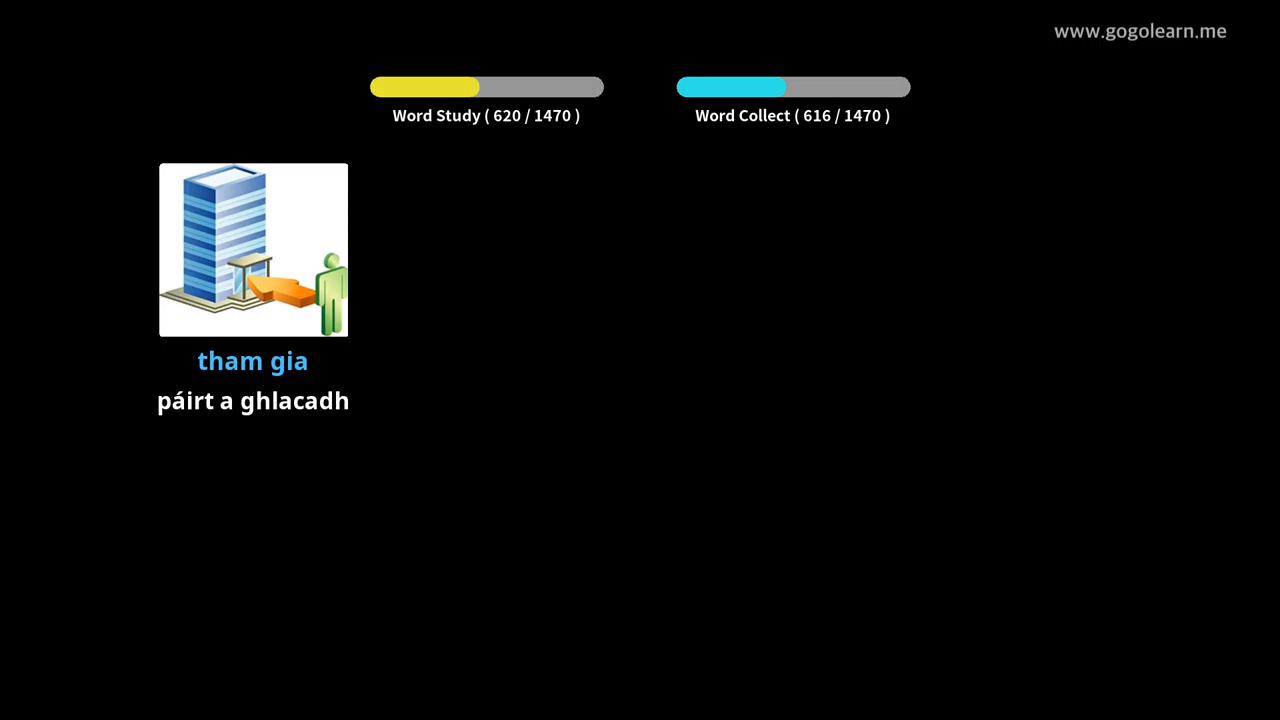 www.gogolearn.me
Word Study ( 620 / 1470 )
Word Collect ( 616 / 1470 )
tham gia
páirt a ghlacadh